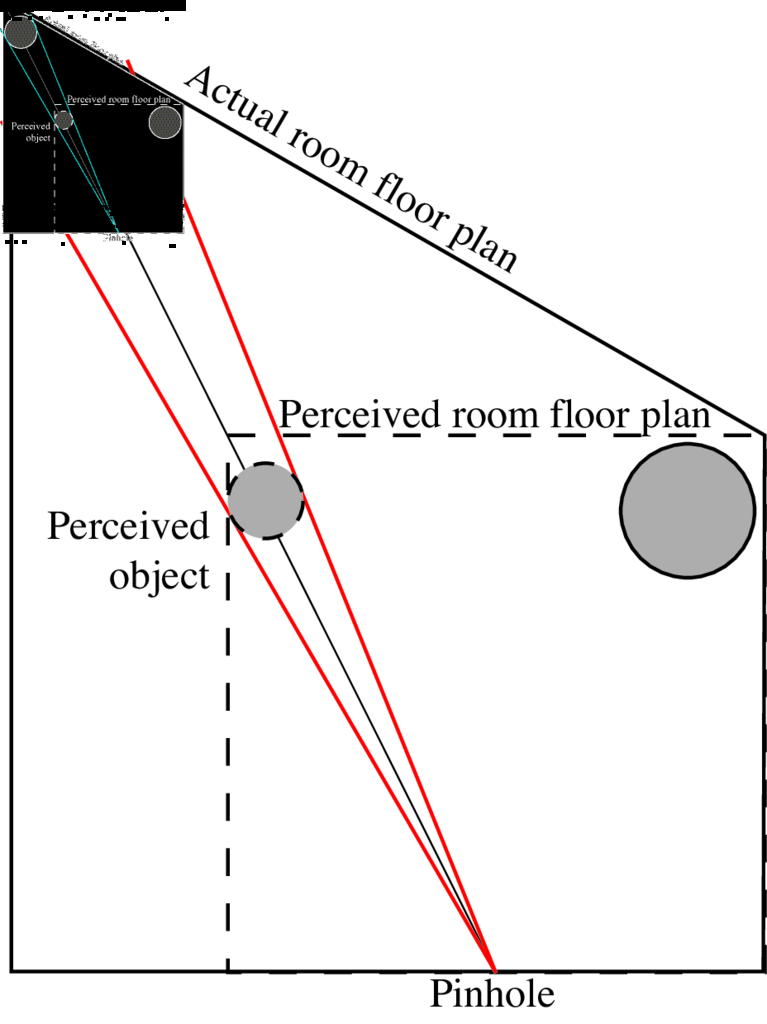 Perceived room floor plan
Perceived
object
Pinhole
Actual room floor plan
Perceived room floor plan
Perceived
object
Pinhole